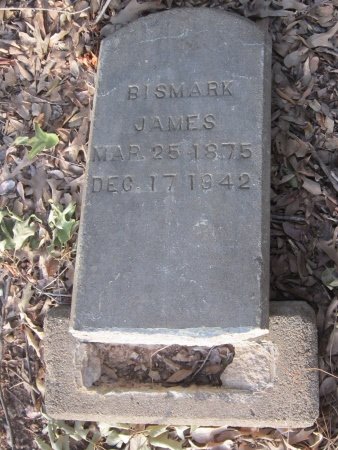 BISMARK
JAMES
MAR. 25 1875
DEC. 17 1942